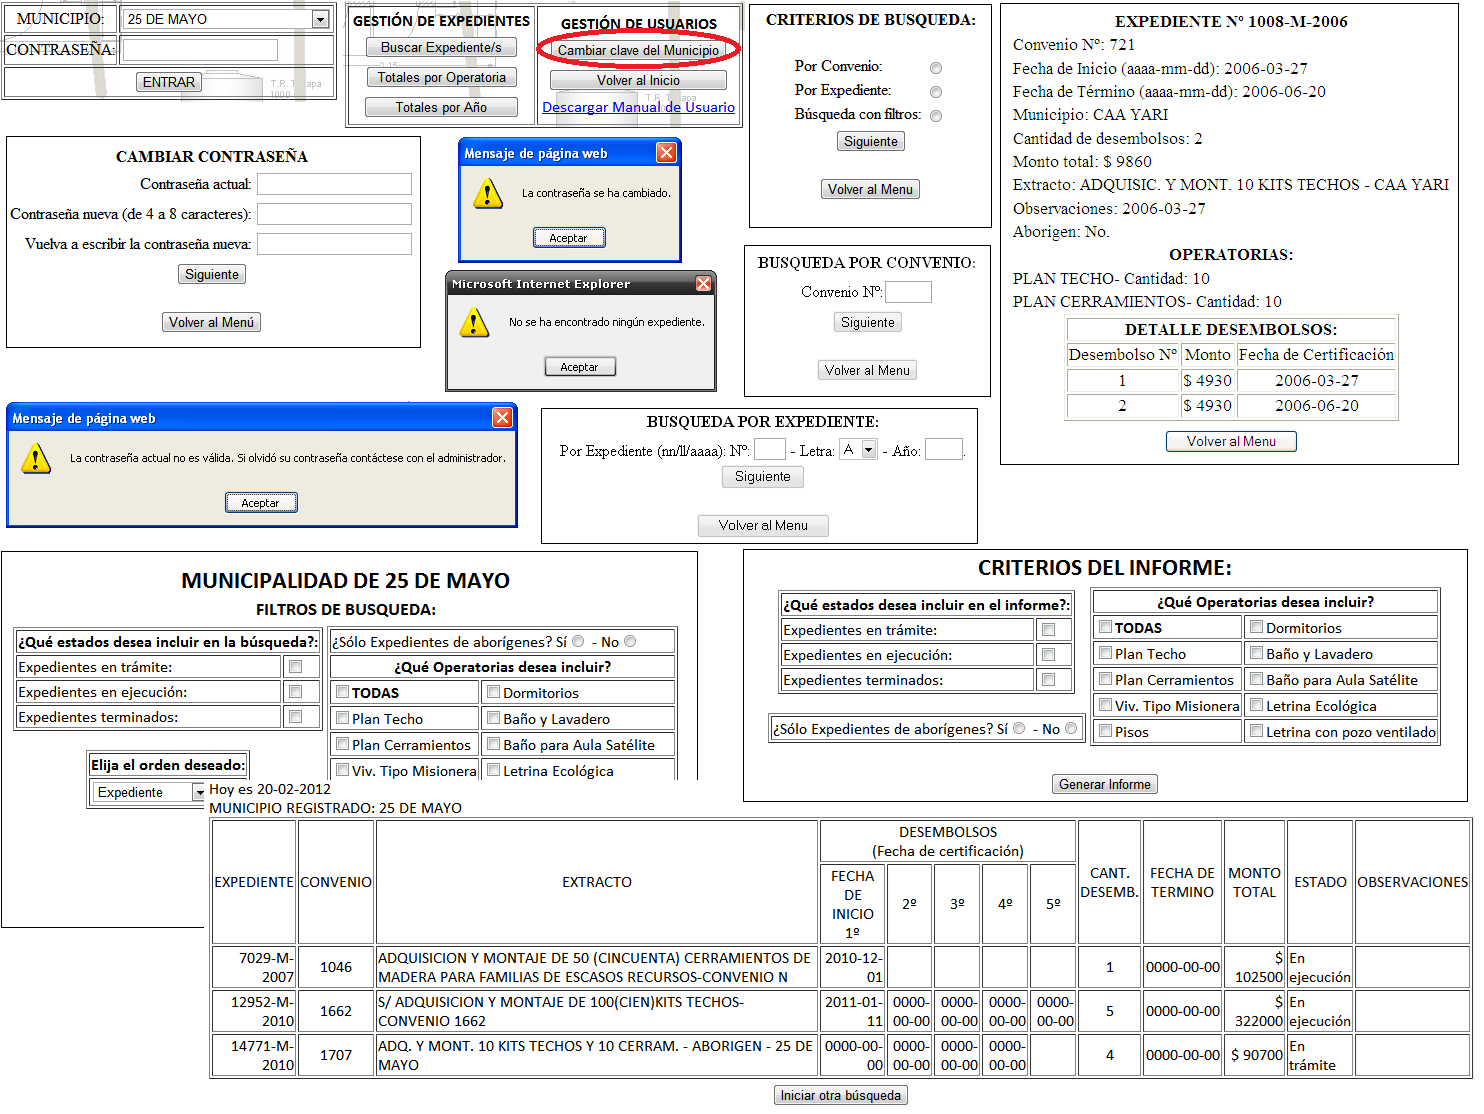 MUNICIPIO: 25 DE MAYO
CONTRASEÑA:
ENTRAR
T.R. T apa
1000
GESTIÓN DE EXPEDIENTES
Buscar Expediente/s
Totales por Operatoria
Totales por Año
GESTIÓN DE USUARIOS
Cambiar clave del Municipio
Volver al Inicio
Descargar Manual de Usuario
CRITERIOS DE BUSQUEDA:
Por Convenio:
Por Expediente:
Búsqueda con filtros:
Siguiente
Volver al Menu
EXPEDIENTE Nº 1008-M-2006
Convenio Nº: 721
Fecha de Inicio (aaaa-mm-dd): 2006-03-27
Fecha de Término (aaaa-mm-dd): 2006-06-20
Municipio: CAA YARI
Cantidad de desembolsos: 2
Monto total: $ 9860
Extracto: ADQUISIC. Y MONT. 10 KITS TECHOS - CAA YARI
Observaciones: 2006-03-27
Aborigen: No.
OPERATORIAS:
PLAN TECHO- Cantidad: 10
PLAN CERRAMIENTOS- Cantidad: 10
DETALLE DESEMBOLSOS:
Desembolso Nº Monto Fecha de Certificación
1 $ 4930 2006-03-27
2 $ 4930 2006-06-20
Volver al Menu
CAMBIAR CONTRASEÑA
Contraseña actual:
Contraseña nueva (de 4 a 8 caracteres):
Vuelva a escribir la contraseña nueva:
Siguiente
Volver al Menú
Mensaje de página web
La contraseña se ha cambiado.
Aceptar
Microsoft Internet Explorer
No se ha encontrado ningún expediente.
Aceptar
BUSQUEDA POR CONVENIO:
Convenio Nº:
Siguiente
Volver al Menu
Mensaje de página web
La contraseña actual no es válida. Si olvidó su contraseña contáctese con el administrador.
Aceptar
BUSQUEDA POR EXPEDIENTE:
Por Expediente (nn/ll/aaaa): Nº: - Letra: A - Año: .
Siguiente
Volver al Menu
MUNICIPALIDAD DE 25 DE MAYO
FILTROS DE BUSQUEDA:
¿Qué estados desea incluir en la búsqueda?:
Expedientes en trámite:
Expedientes en ejecución:
Expedientes terminados:
Elija el orden deseado:
Expediente
¿Sólo Expedientes de aborígenes? Sí - No
¿Qué Operatorias desea incluir?
TODAS Dormitorios
Plan Techo Baño y Lavadero
Plan Cerramientos Baño para Aula Satélite
Viv. Tipo Misionera Letrina Ecológica
CRITERIOS DEL INFORME:
¿Qué estados desea incluir en el informe?:
Expedientes en trámite:
Expedientes en ejecución:
Expedientes terminados:
¿Sólo Expedientes de aborígenes? Sí - No
¿Qué Operatorias desea incluir?
TODAS Dormitorios
Plan Techo Baño y Lavadero
Plan Cerramientos Baño para Aula Satélite
Viv. Tipo Misionera Letrina Ecológica
Pisos Letrina con pozo ventilado
Generar Informe
Hoy es 20-02-2012
MUNICIPIO REGISTRADO: 25 DE MAYO
EXPEDIENTE CONVENIO EXTRACTO
DESEMBOLSOS
(Fecha de certificación)
FECHA
DE
INICIO
1º
2º 3º 4º 5º
CANT.
DESEMB.
FECHA DE
TERMINO
MONTO
TOTAL
ESTADO OBSERVACIONES
7029-M- ADQUISICION Y MONTAJE DE 50 (CINCUENTA) CERRAMIENTOS DE 2010-12- $ En
2007 1046 MADERA PARA FAMILIAS DE ESCASOS RECURSOS-CONVENIO N 01 1 0000-00-00 102500 ejecución
12952-M- S/ ADQUISICION Y MONTAJE DE 100(CIEN)KITS TECHOS- 2011-01- 0000- 0000- 0000- 0000- $ En
2010 1662 CONVENIO 1662 11 00-00 00-00 00-00 00-00 5 0000-00-00 322000 ejecución
14771-M- ADQ. Y MONT. 10 KITS TECHOS Y 10 CERRAM. - ABORIGEN - 25 DE 0000-00- 0000- 0000- 0000- En
2010 1707 MAYO 00 00-00 00-00 00-00 4 0000-00-00 $ 90700 trámite
Iniciar otra búsqueda